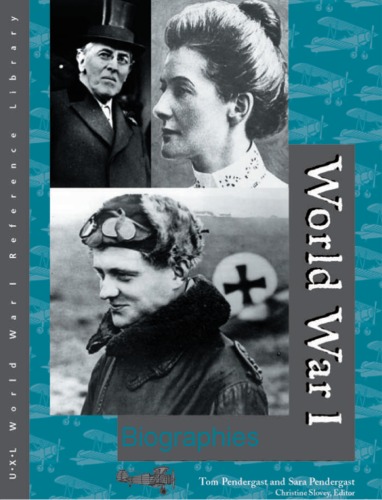 U·X·L World War I Reference Library
World War I
Biographies
Tom Pendergast and Sara Pendergast
Christine Slovey, Editor